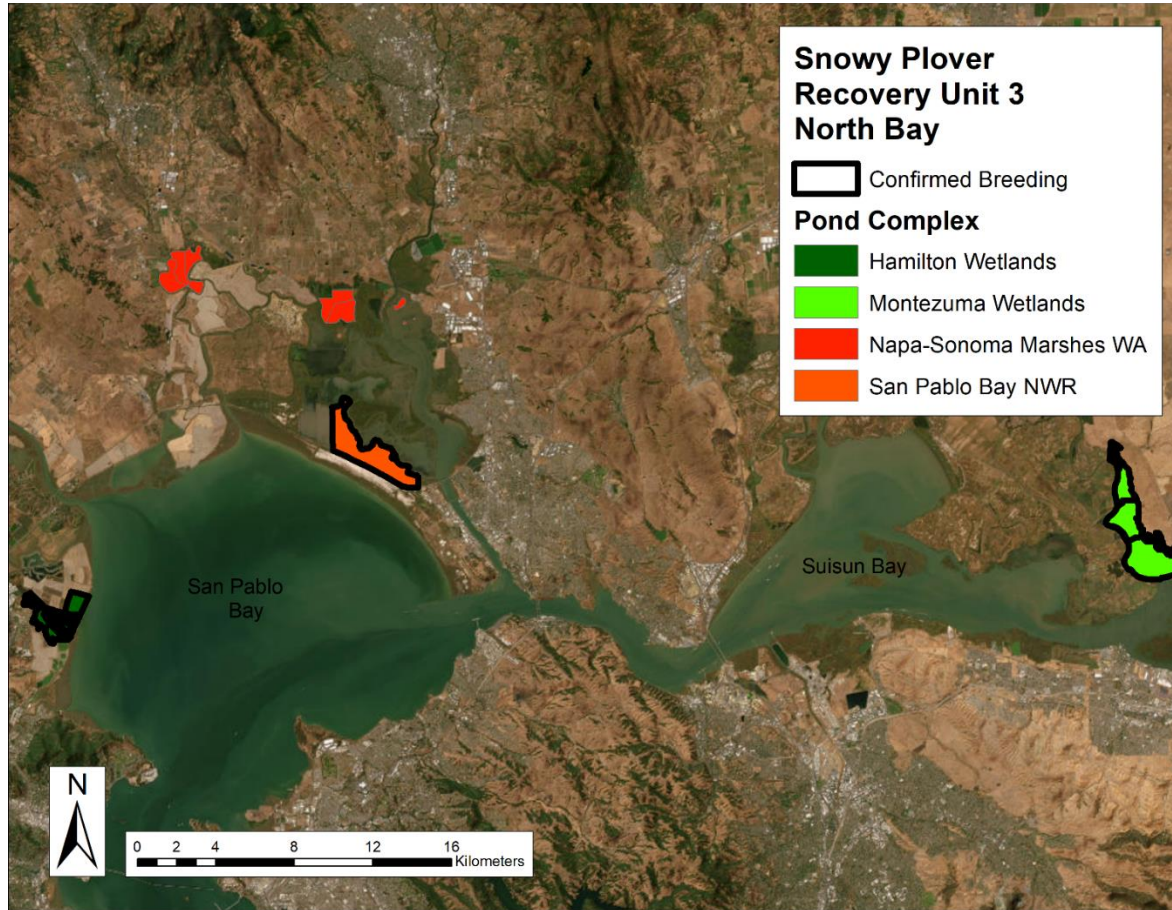 Snowy Plover
Recovery Unit 3
North Bay
Confirmed Breeding
Pond Complex
Hamilton Wetlands
Montezuma Wetlands
Napa-Sonoma Marshes WA
San Pablo Bay NWR
San Pablo
Bay
Suisun Bay
N
0 2 4 8 12 16
Kilometers